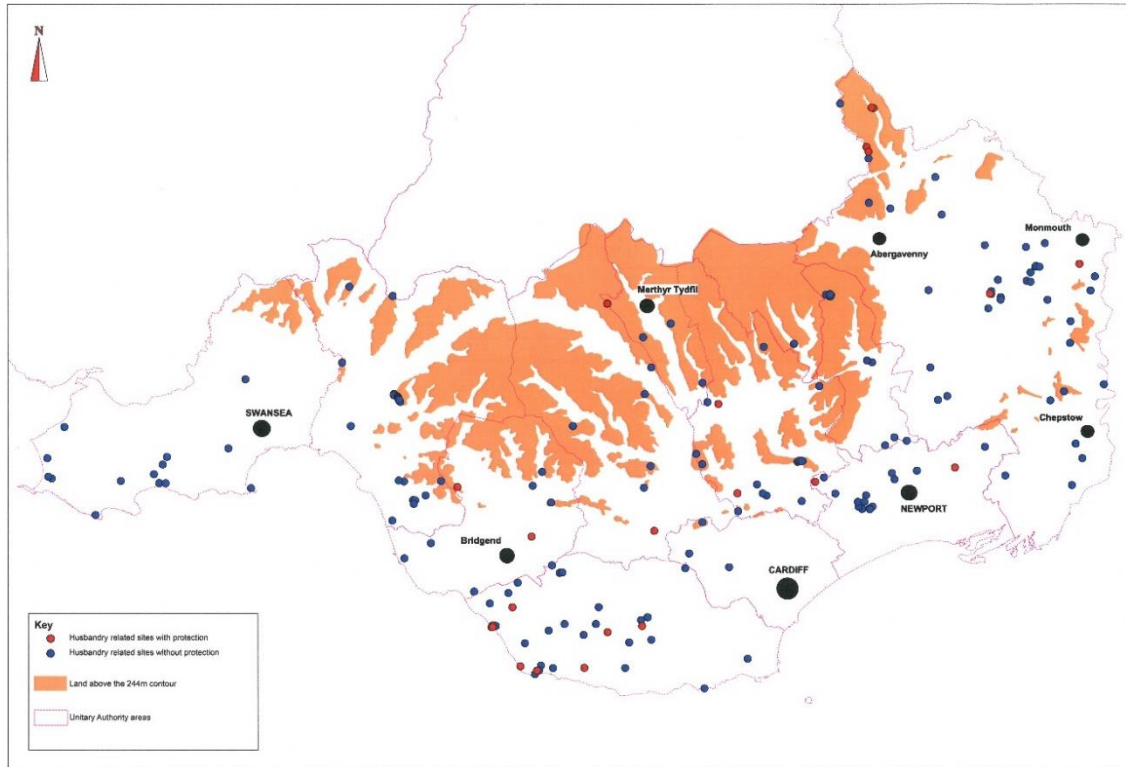 N
Monmouth
Abergavenny
Merthyr Tydfil
SWANSEA
Chepstow
NEWPORT
Bridgend
CARDIFF
Key
Husbandry related sites with protection
Husbandry related sites without protection
Land above the 244m contour
Unitary Authority areas